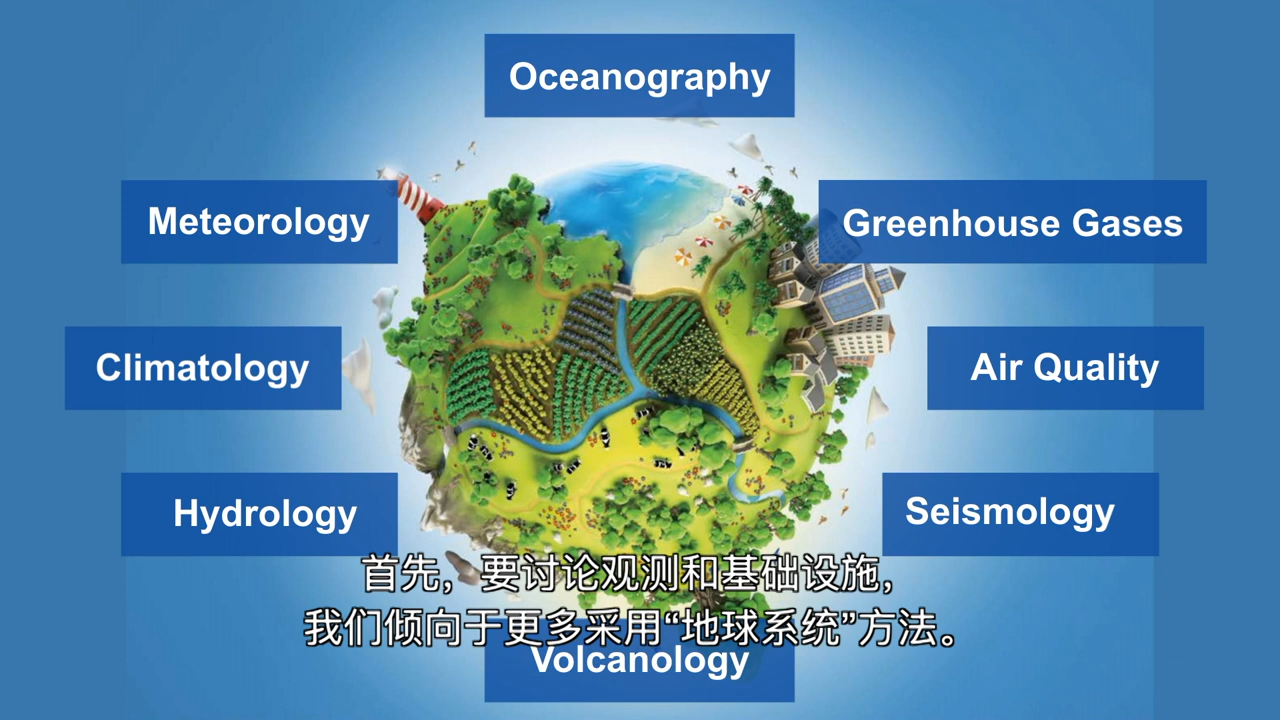 Oceanography
Meteorology
Greenhouse Gases
Climatology
Air Quality
Hydrology
Seismology
首先，要讨论观测和基础设施，
我们倾向于更多采用“地球系统”方法。
Volcanology